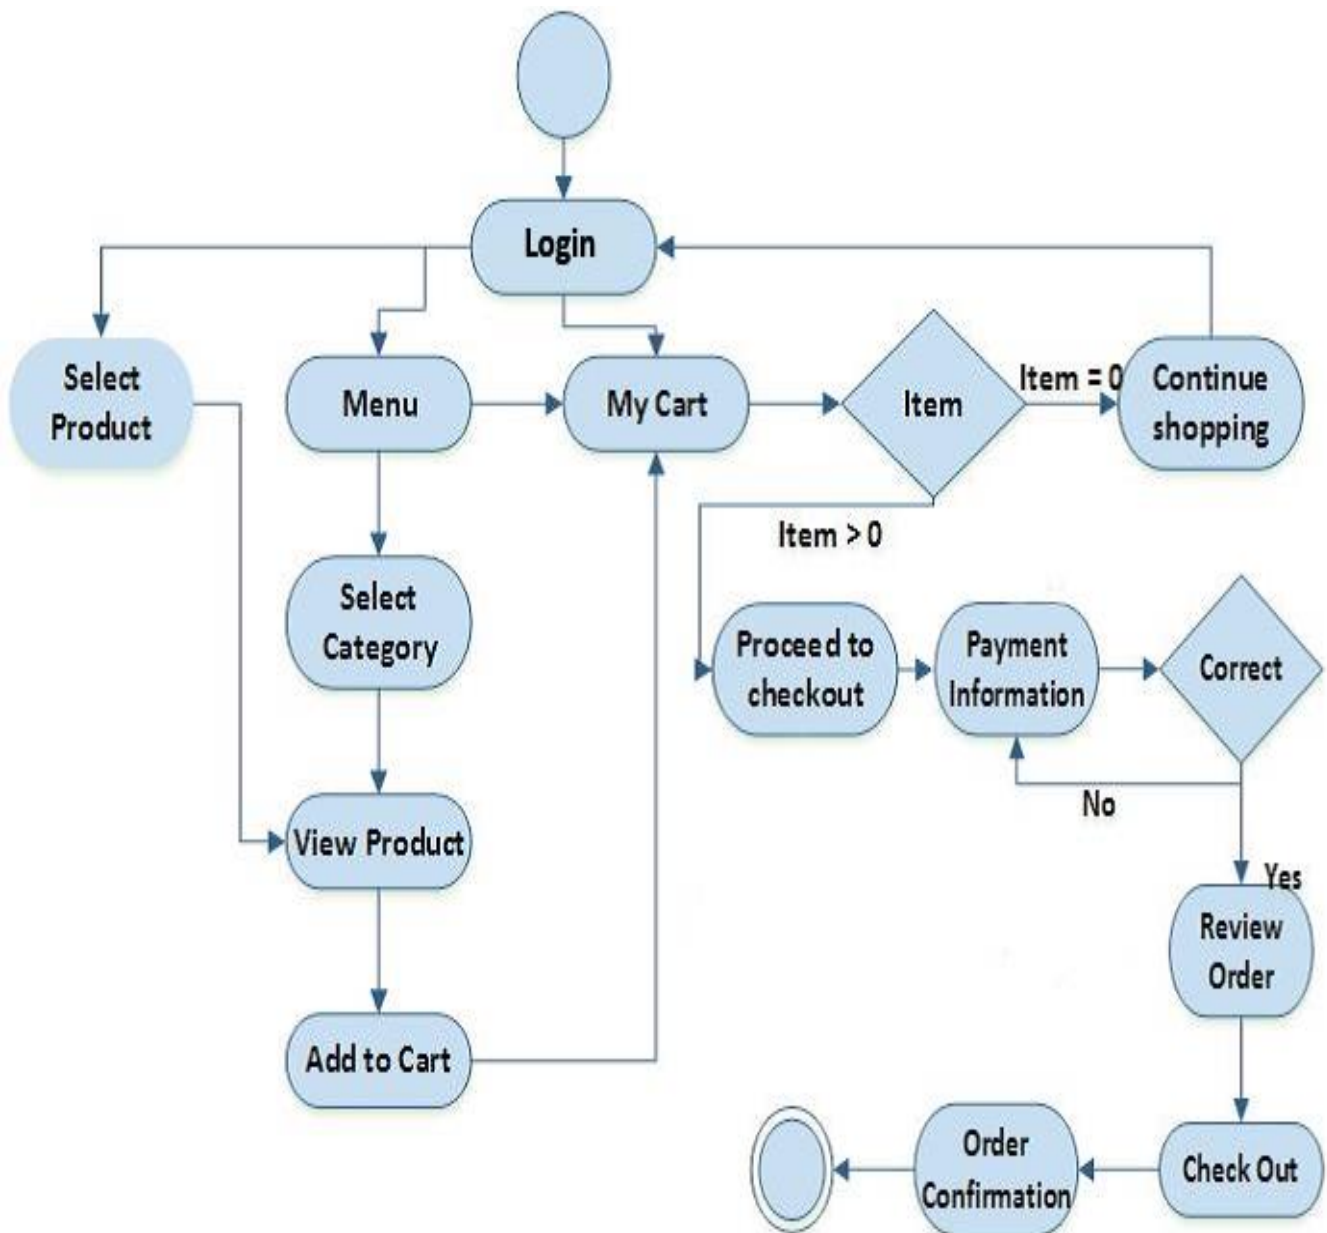 Login
Select
Product
Menu
My Cart
Item
Item = 0
Continue
shopping
Item > 0
Select
Category
Proceed to
checkout
Payment
Information
Correct
No
Yes
View Product
Review
Order
Add to Cart
Order
Confirmation
Check Out